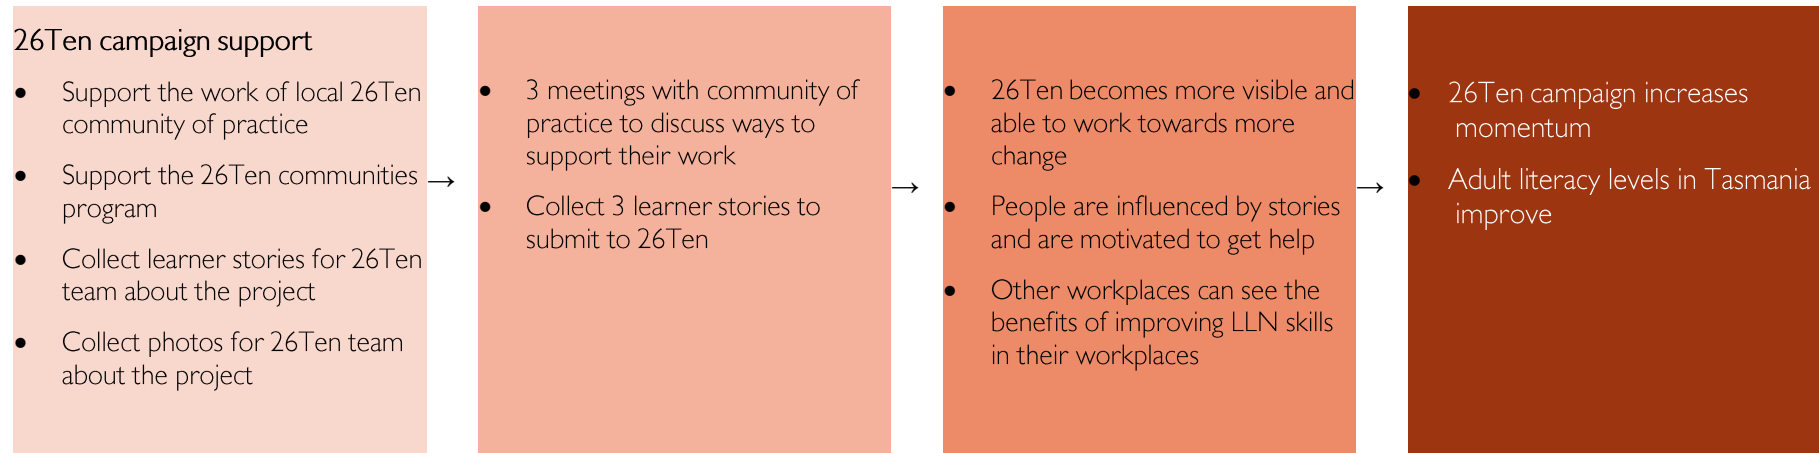 26Ten campaign support
• Support the work of local 26Ten
community of practice
• Support the 26Ten communities
program
• Collect learner stories for 26Ten
team about the project
• Collect photos for 26Ten team
about the project
→
• 3 meetings with community of
practice to discuss ways to
support their work
• Collect 3 learner stories to
submit to 26Ten
→
• 26Ten becomes more visible and
able to work towards more
change
• People are influenced by stories
and are motivated to get help
• Other workplaces can see the
benefits of improving LLN skills
in their workplaces
→
• 26Ten campaign increases
momentum
• Adult literacy levels in Tasmania
improve